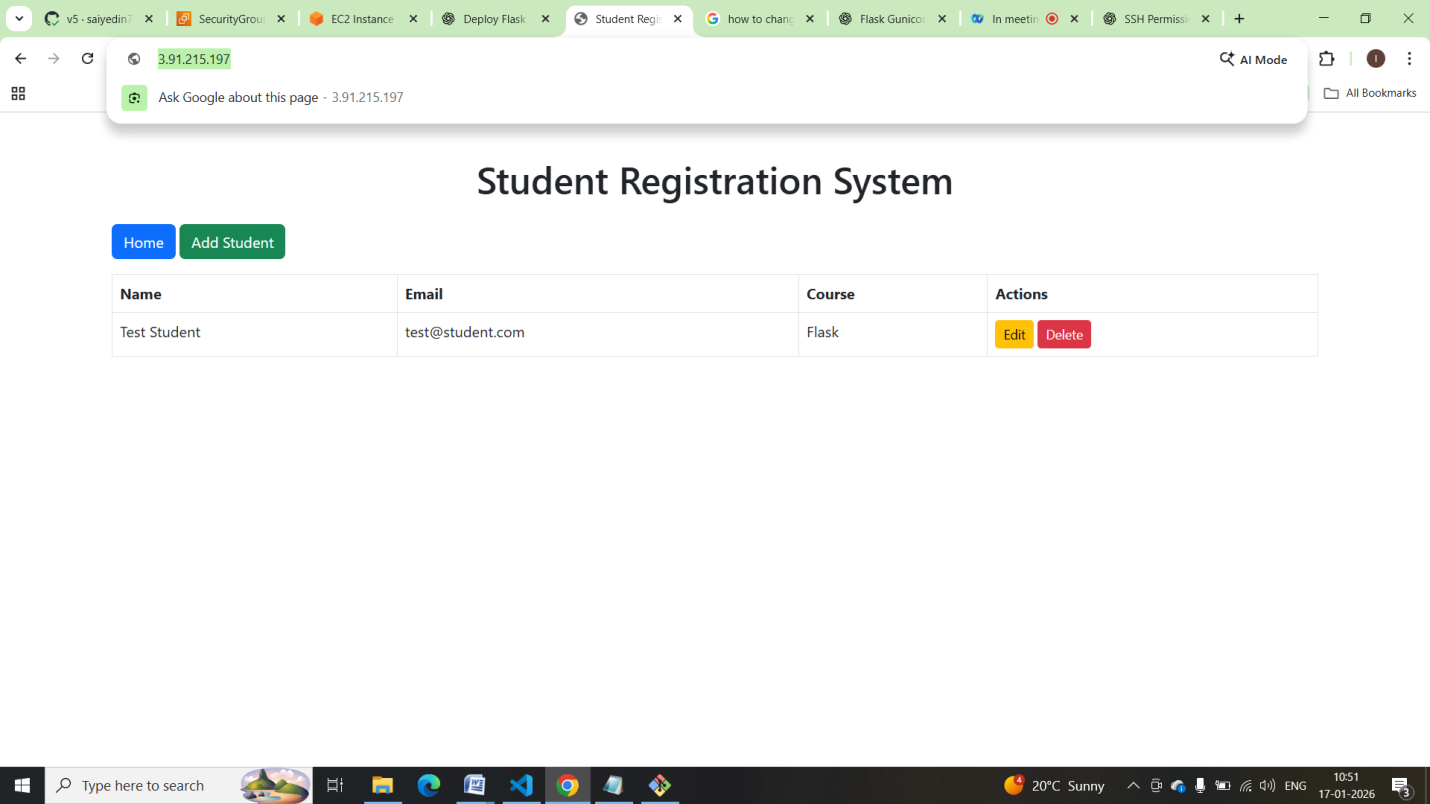 v5 · saiyedin7
SecurityGroup
EC2 Instance
Deploy Flask
Student Regis
how to chang
Flask Gunicor
In meetin
SSH Permissi
3.91.215.197
AI Mode
Ask Google about this page - 3.91.215.197
I
All Bookmarks
Student Registration System
Home Add Student
Name Email Course Actions
Test Student test@student.com Flask Edit Delete
Type here to search
4
20°C Sunny
ENG
10:51
17-01-2026
3